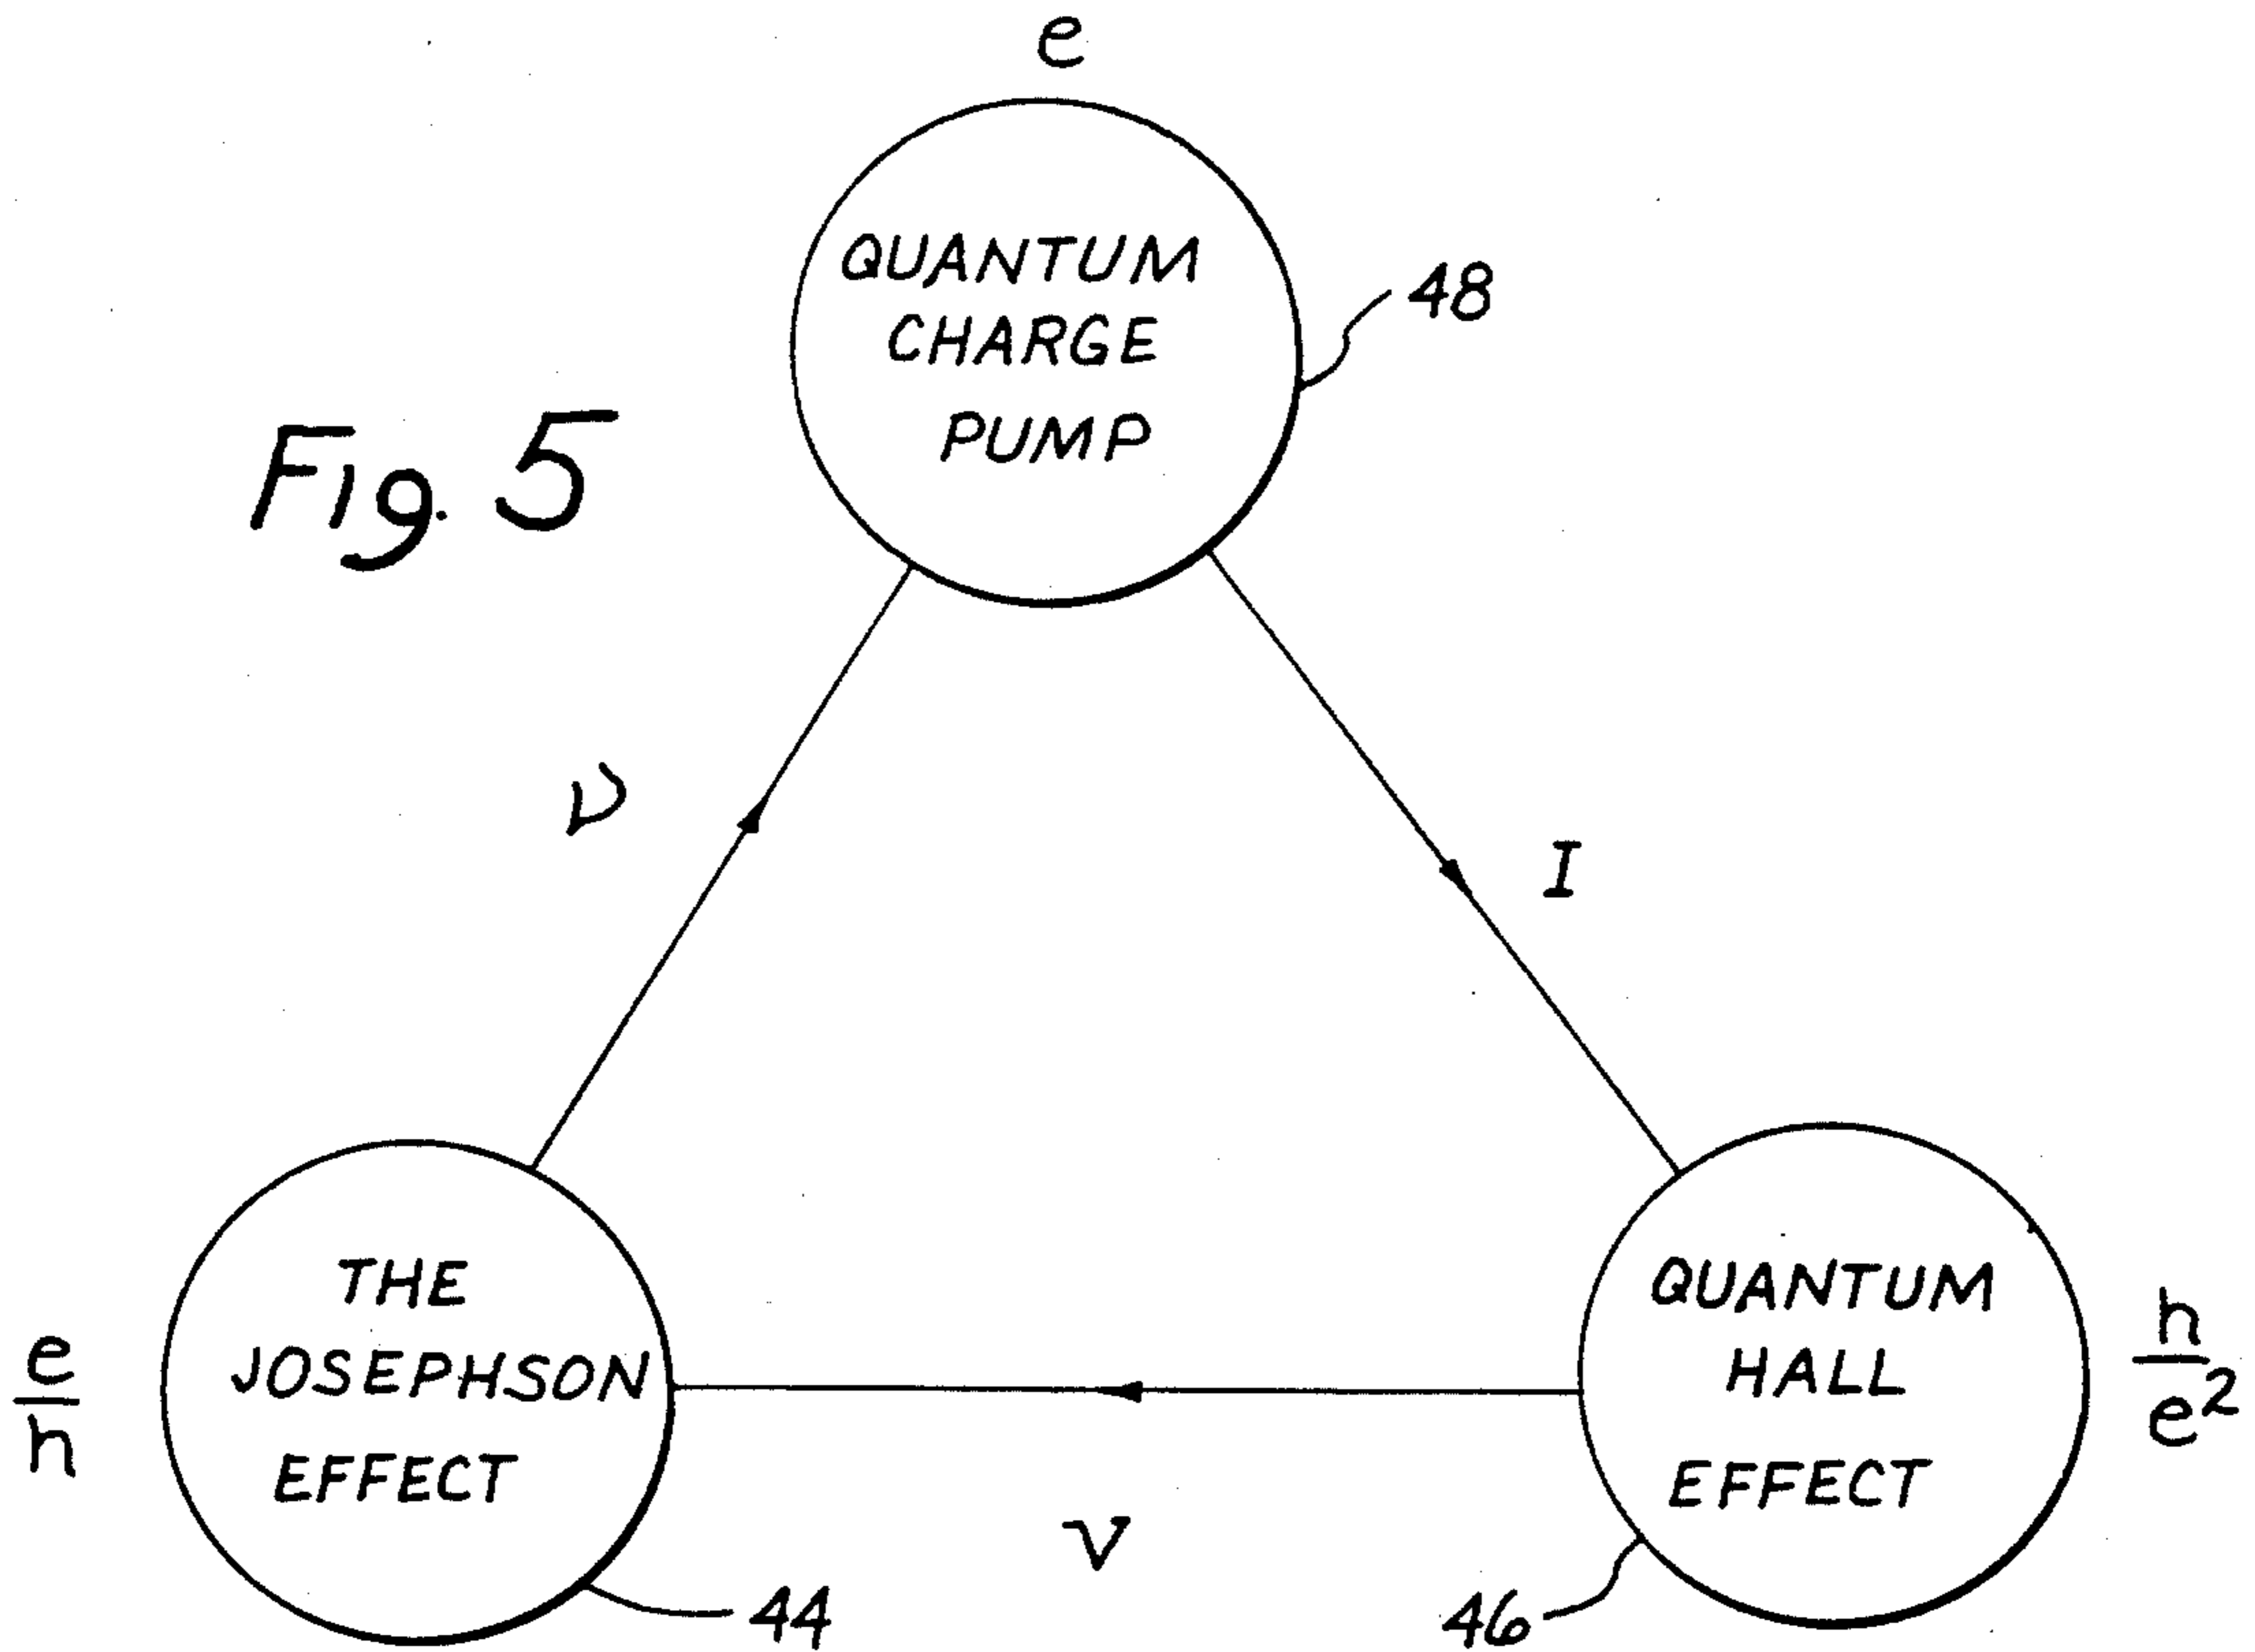 e
QUANTUM
CHARGE
PUMP
48
Fig. 5
ν
I
THE
JOSEPHSON
EFFECT
e
h
44
V
QUANTUM
HALL
EFFECT
h
e²
46